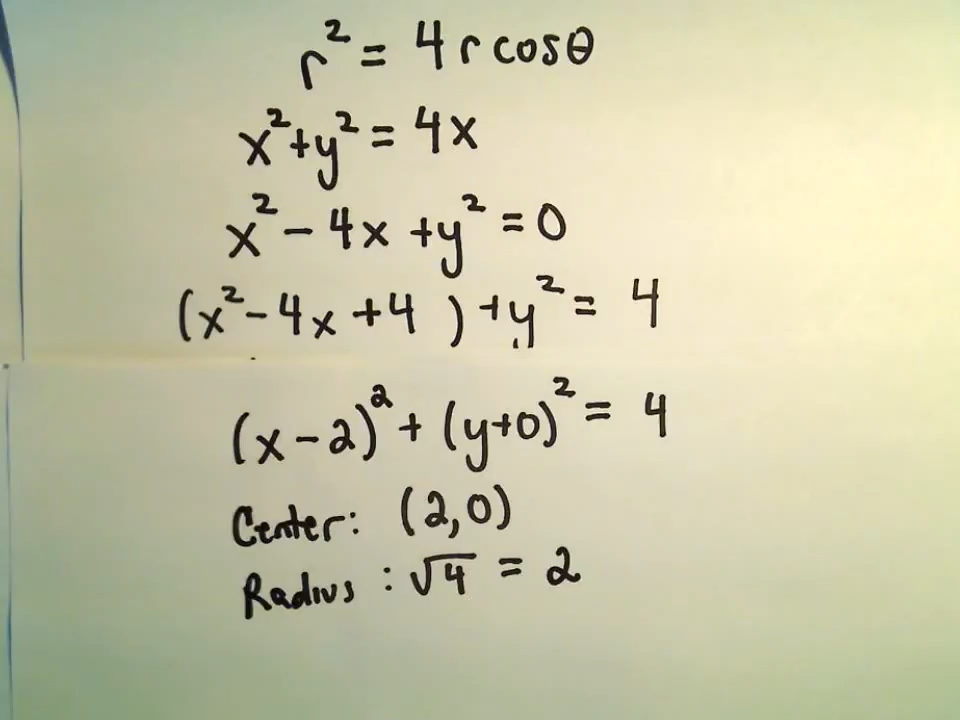 r² = 4 r cosθ
x² + y² = 4x
x² - 4x + y² = 0
(x² - 4x + 4 ) + y² = 4
(x - 2)² + (y+0)² = 4
Center: (2,0)
Radius : √4 = 2